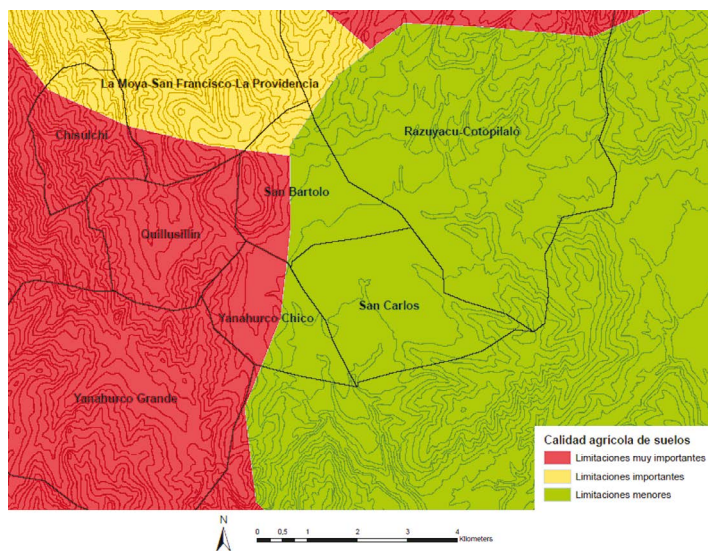 La Moya-San Francisco-La Providencia
Chisulchi
Razuyacu-Cotopilaló
San Bartolo
Quillusillín
San Carlos
Yanahurco-Chico
Yanahurco Grande
Calidad agricola de suelos
Limitaciones muy importantes
Limitaciones importantes
Limitaciones menores
N
0 0,5 1 2 3 4
Kilometers